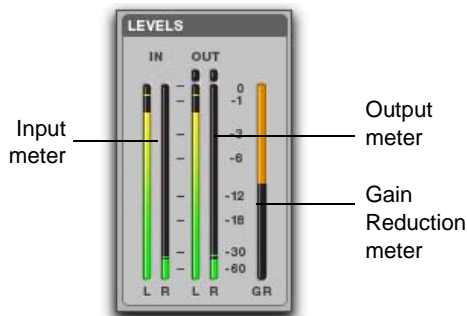 LEVELS
IN OUT
0
-1
-3
-6
-12
-18
-30
-60
L R L R GR
Input
meter
Output
meter
Gain
Reduction
meter